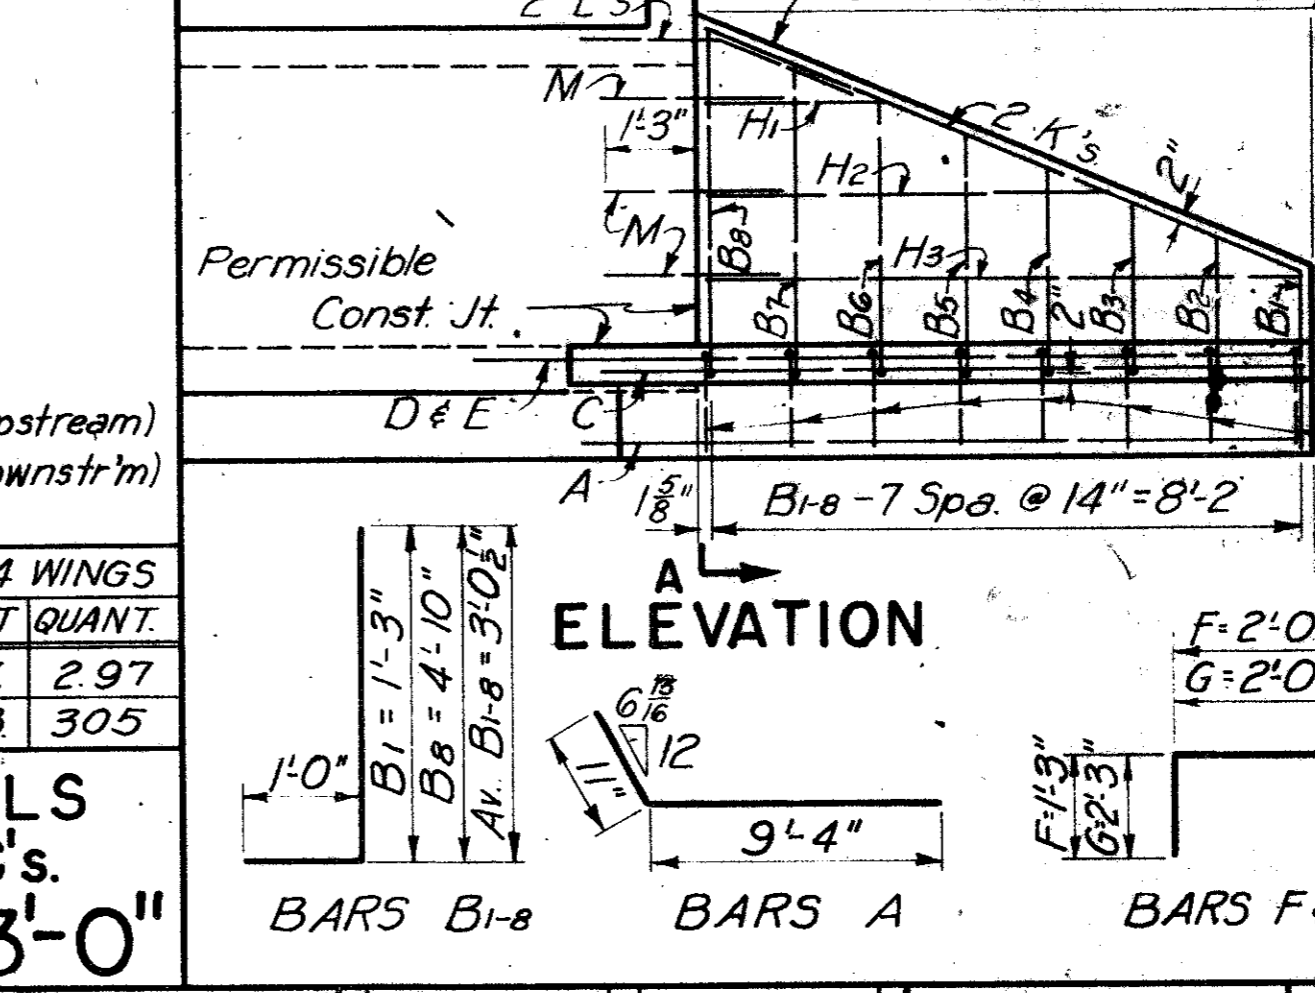 2 L's
M
1'-3"
H1
2 K's
2"
H2
M
B8
H3
Permissible
Const. Jt.
B7
B6
B5
B4
2"
B3
B2
B1
D & E
C
A
1 5/8"
B1-8 - 7 Spa. @ 14" = 8'-2
pstream)
ownstr'm)
A
ELEVATION
4 WINGS
T QUANT.
2.97
305
LS
's.
3'-0"
1'-0"
B1 = 1'-3"
B8 = 4'-10"
Av. B1-8 = 3'-0 1/2"
BARS B1-8
6 13/16
12
11"
9'-4"
BARS A
F = 2'-0
G = 2'-0
F = 1'-3"
G = 2'-3"
BARS F